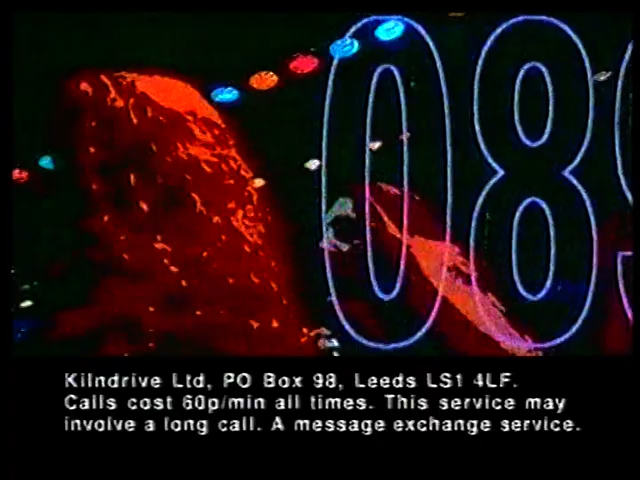 08
Kilndrive Ltd, PO Box 98, Leeds LS1 4LF.
Calls cost 60p/min all times. This service may
involve a long call. A message exchange service.